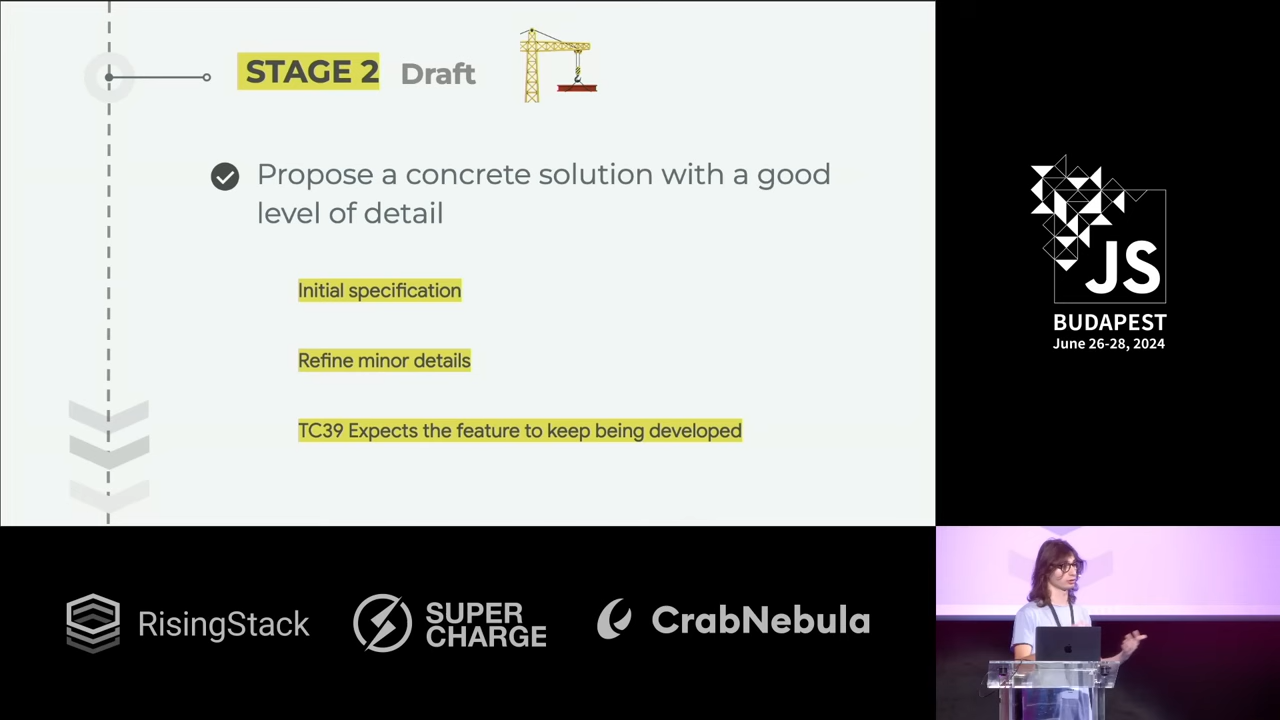 STAGE 2 Draft
Propose a concrete solution with a good
level of detail
Initial specification
Refine minor details
TC39 Expects the feature to keep being developed
JS
BUDAPEST
June 26-28, 2024
RisingStack
SUPER
CHARGE
CrabNebula